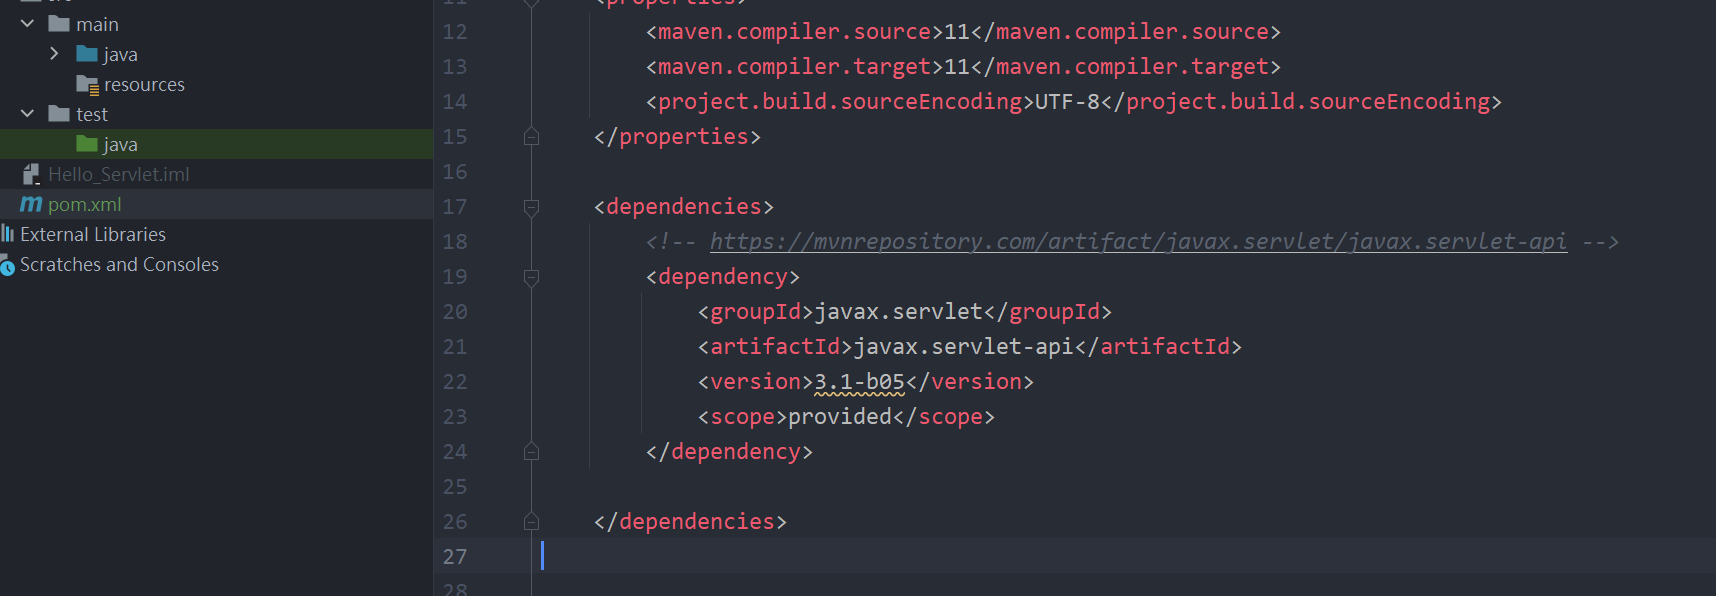 main
java
resources
test
java
Hello_Servlet.iml
pom.xml
External Libraries
Scratches and Consoles
12 <maven.compiler.source>11</maven.compiler.source>
13 <maven.compiler.target>11</maven.compiler.target>
14 <project.build.sourceEncoding>UTF-8</project.build.sourceEncoding>
15 </properties>
16
17 <dependencies>
18 <!-- https://mvnrepository.com/artifact/javax.servlet/javax.servlet-api -->
19 <dependency>
20 <groupId>javax.servlet</groupId>
21 <artifactId>javax.servlet-api</artifactId>
22 <version>3.1-b05</version>
23 <scope>provided</scope>
24 </dependency>
25
26 </dependencies>
27
28